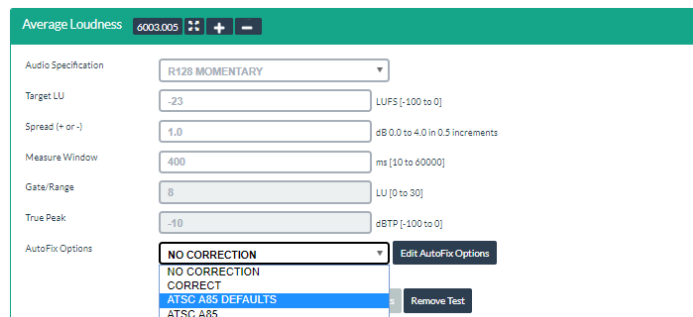 Average Loudness 6003.005
Audio Specification R128 MOMENTARY
Target LU -23 LUFS [-100 to 0]
Spread (+ or -) 1.0 dB 0.0 to 4.0 in 0.5 increments
Measure Window 400 ms [10 to 60000]
Gate/Range 8 LU [0 to 30]
True Peak -10 dBTP [-100 to 0]
AutoFix Options NO CORRECTION Edit AutoFix Options
NO CORRECTION
CORRECT
ATSC A85 DEFAULTS
s Remove Test
ATSC A85